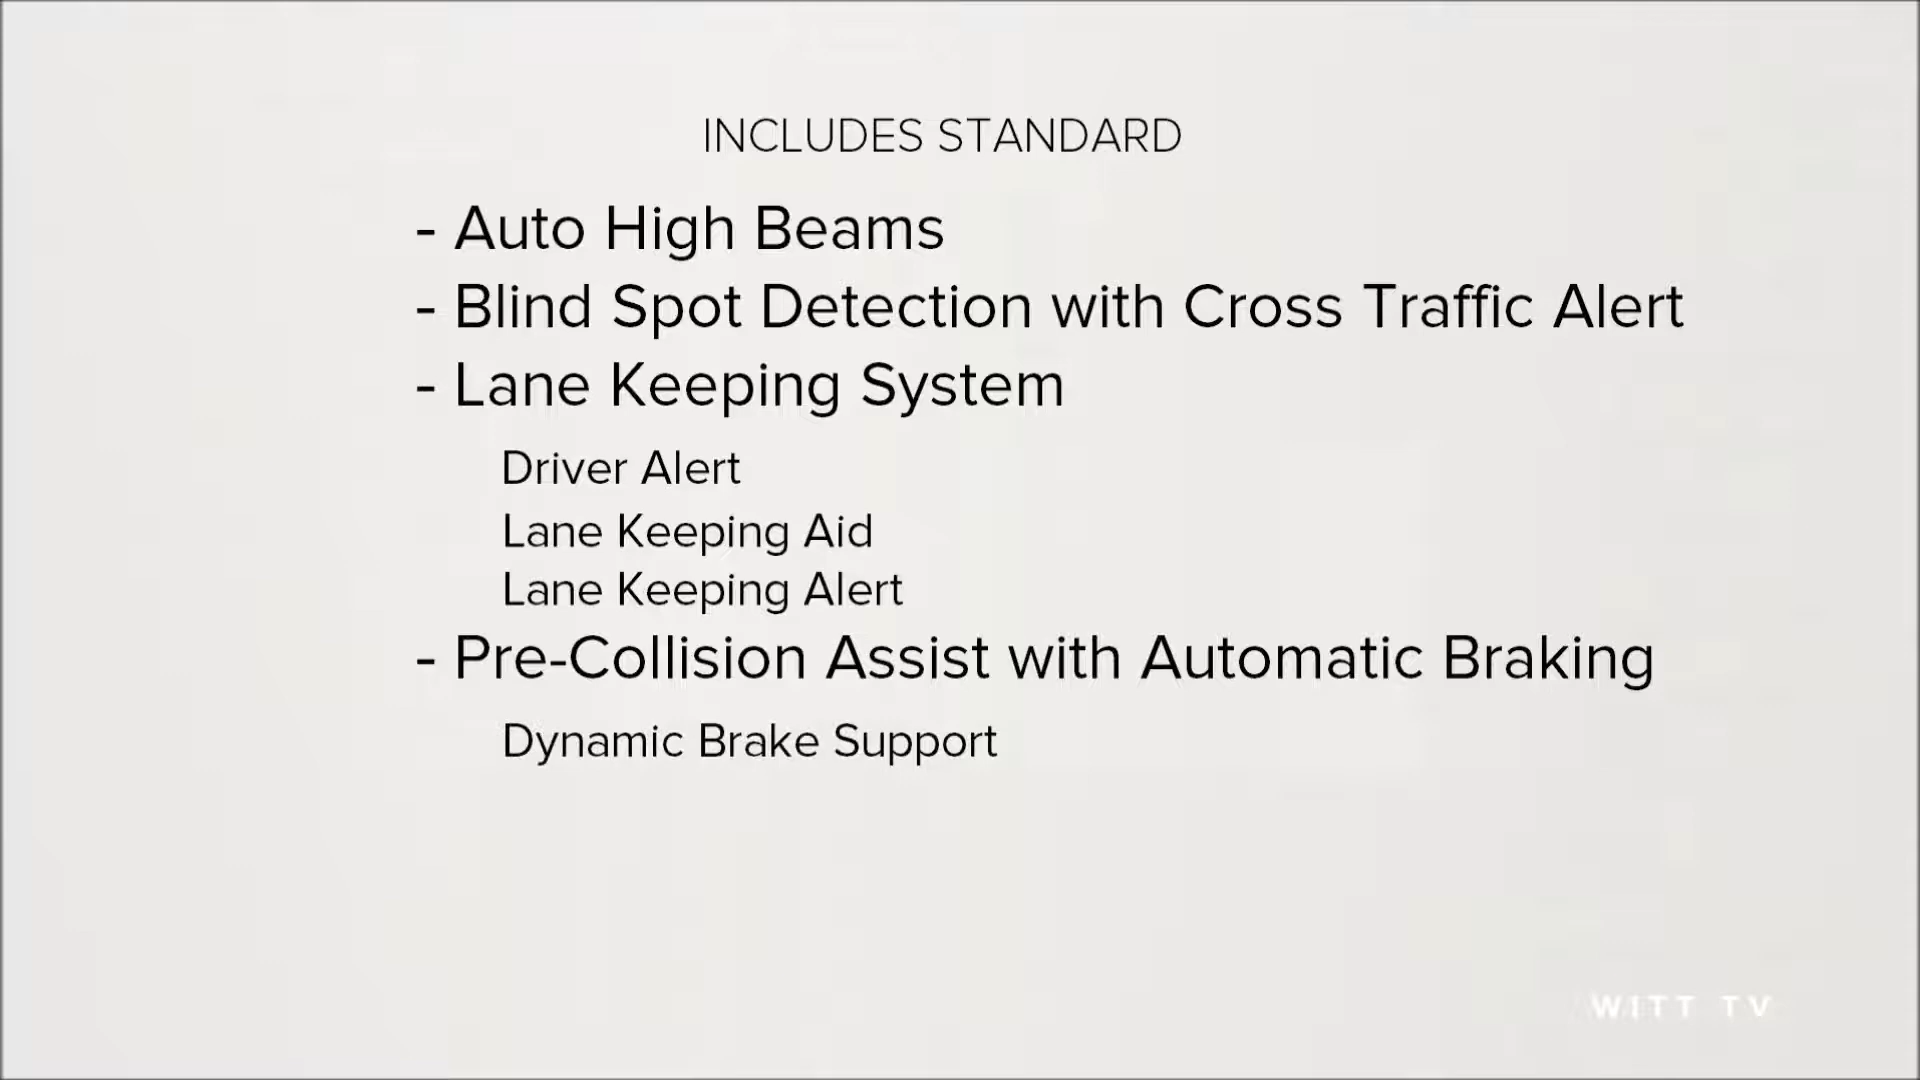 INCLUDES STANDARD
- Auto High Beams
- Blind Spot Detection with Cross Traffic Alert
- Lane Keeping System
Driver Alert
Lane Keeping Aid
Lane Keeping Alert
- Pre-Collision Assist with Automatic Braking
Dynamic Brake Support
WITT TV